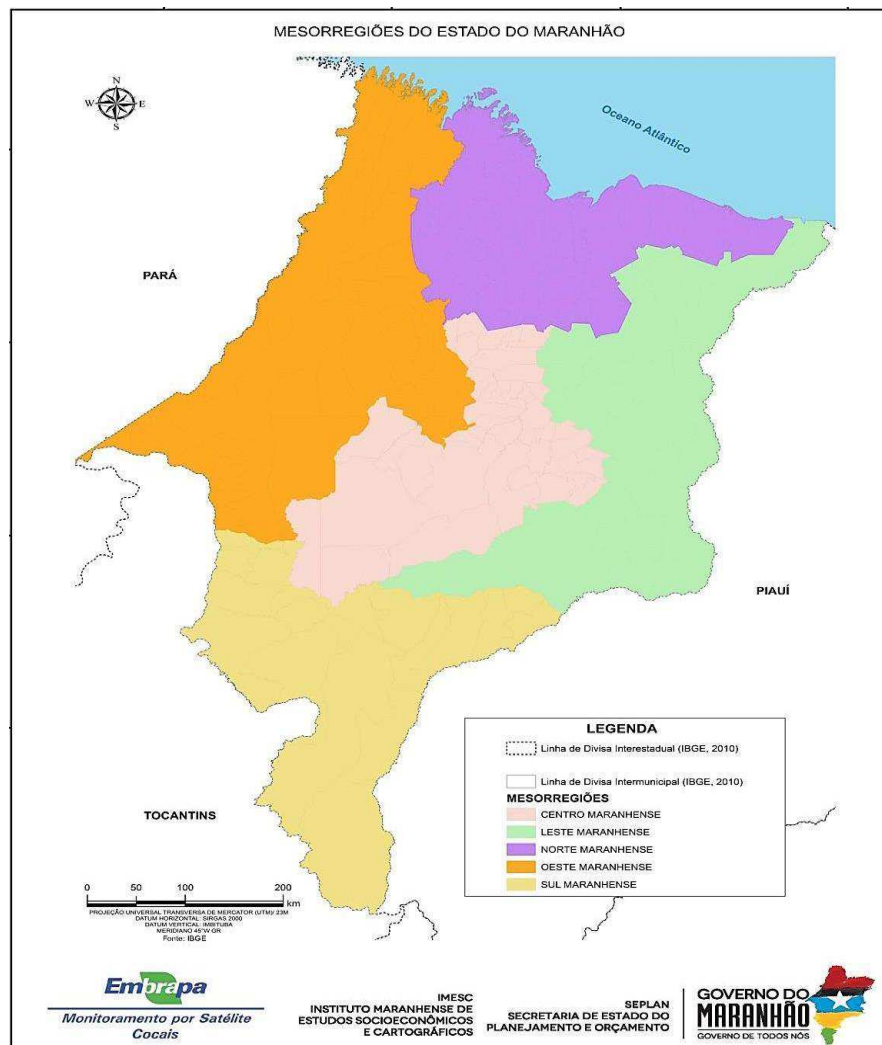 MESORREGIÕES DO ESTADO DO MARANHÃO
N
W E
S
Oceano Atlântico
PARÁ
PIAUÍ
TOCANTINS
LEGENDA
Linha de Divisa Interestadual (IBGE, 2010)
Linha de Divisa Intermunicipal (IBGE, 2010)
MESORREGIÕES
CENTRO MARANHENSE
LESTE MARANHENSE
NORTE MARANHENSE
OESTE MARANHENSE
SUL MARANHENSE
0 50 100 200
km
PROJEÇÃO UNIVERSAL TRANSVERSA DE MERCATOR (UTM)/ 23M
DATUM HORIZONTAL: SIRGAS 2000
DATUM VERTICAL: IMBITUBA
MERIDIANO 45°W GR
Fonte: IBGE
Embrapa
Monitoramento por Satélite
Cocais
IMESC
INSTITUTO MARANHENSE DE
ESTUDOS SOCIOECONÔMICOS
E CARTOGRÁFICOS
SEPLAN
SECRETARIA DE ESTADO DO
PLANEJAMENTO E ORÇAMENTO
GOVERNO DO
MARANHÃO
GOVERNO DE TODOS NÓS